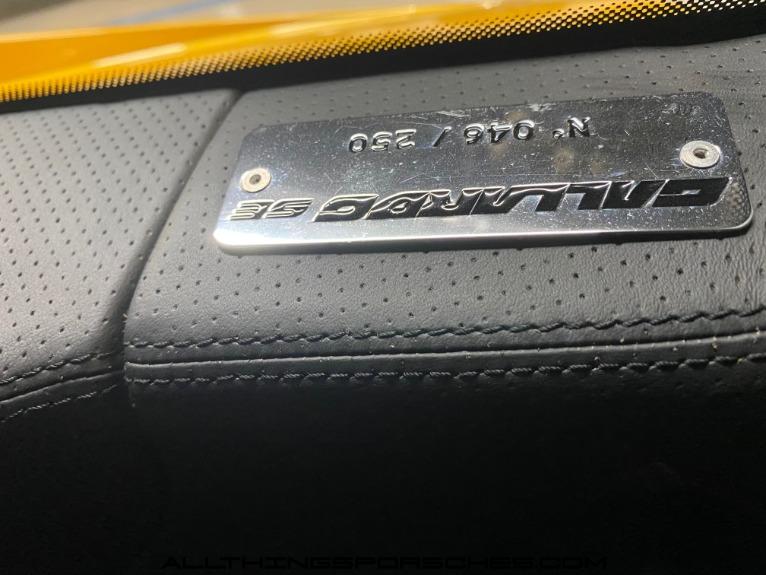 GALLARDO SE
N° 046 / 250
ALLTHINGSPORSCHES.COM